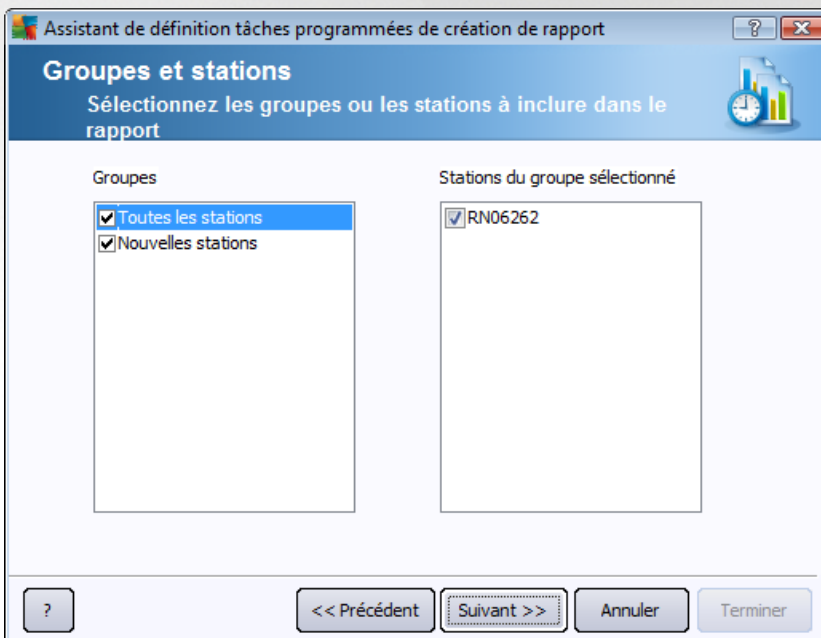 Assistant de définition tâches programmées de création de rapport
?
Groupes et stations
Sélectionnez les groupes ou les stations à inclure dans le
rapport
Groupes
Toutes les stations
Nouvelles stations
Stations du groupe sélectionné
RN06262
?
<< Précédent
Suivant >>
Annuler
Terminer